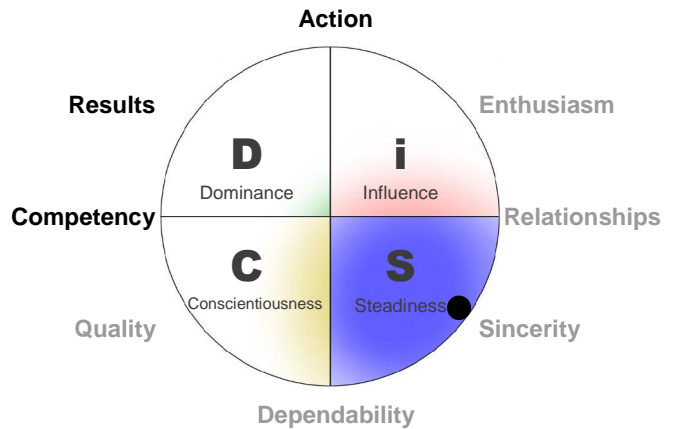 Action
Results
Enthusiasm
D
i
Dominance
Influence
Competency
Relationships
C
S
Conscientiousness
Steadiness
Quality
Sincerity
Dependability